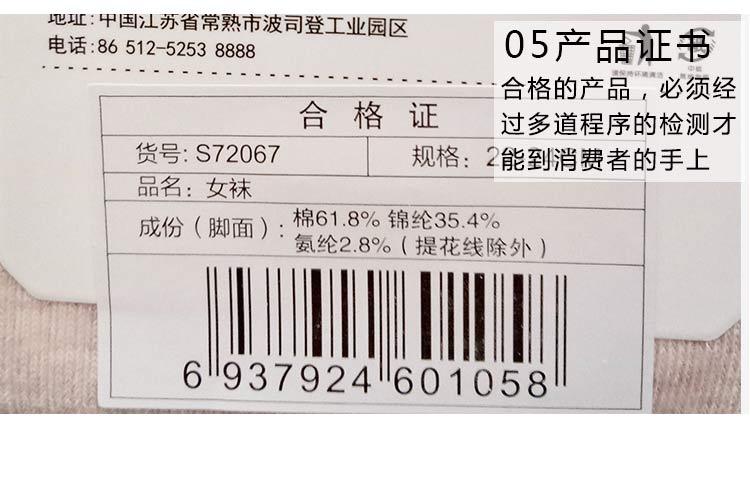 地址:中国江苏省常熟市波司登工业园区
电话:86 512-5253 8888
05产品证书
合格的产品，必须经
过多道程序的检测才
能到消费者的手上
合格证
货号: S72067
规格:
品名: 女袜
成份（脚面）: 棉61.8% 锦纶35.4%
氨纶2.8%（提花线除外）
6 937924 601058